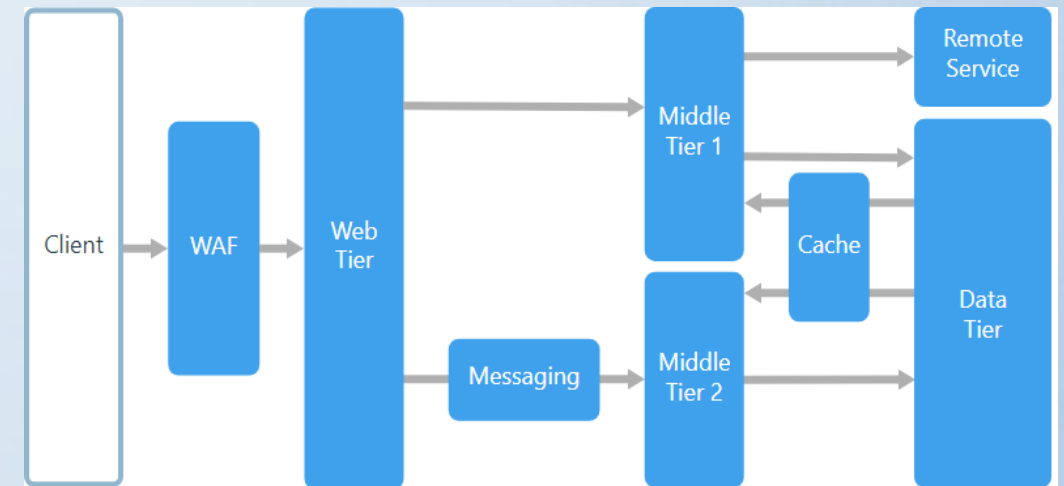 Client
WAF
Web
Tier
Messaging
Middle
Tier 1
Middle
Tier 2
Cache
Remote
Service
Data
Tier